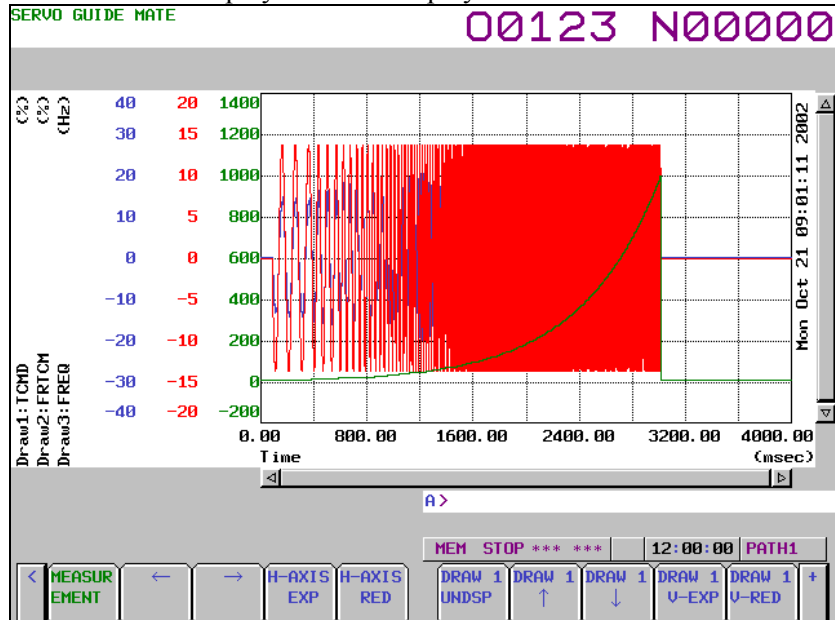 SERVO GUIDE MATE
O0123 N00000
Draw1:TCMD (%)
Draw2:FRTCM (%)
Draw3:FREQ (Hz)
40 20 1400
30 15 1200
20 10 1000
10 5 800
0 0 600
-10 -5 400
-20 -10 200
-30 -15 0
-40 -20 -200
Mon Oct 21 09:01:11 2002
0.00 800.00 1600.00 2400.00 3200.00 4000.00
Time (msec)
A>
MEM STOP *** *** 12:00:00 PATH1
< MEASUREMENT ← → H-AXIS EXP H-AXIS RED DRAW 1 UNDSP DRAW 1 ↑ DRAW 1 ↓ DRAW 1 V-EXP DRAW 1 V-RED +